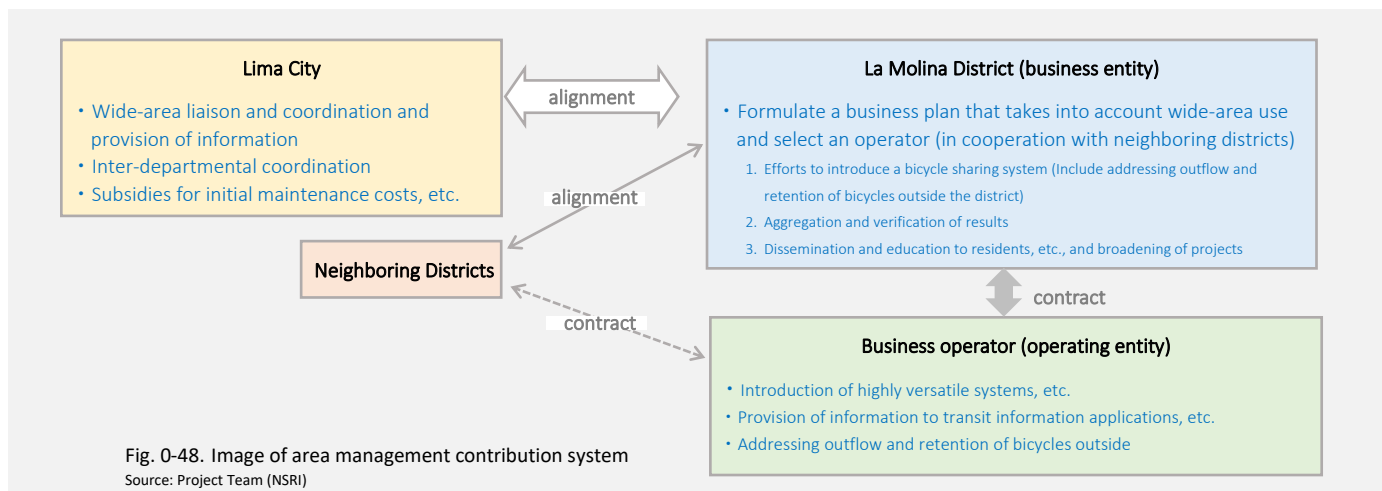 Lima City
・Wide-area liaison and coordination and
provision of information
・Inter-departmental coordination
・Subsidies for initial maintenance costs, etc.
alignment
La Molina District (business entity)
・Formulate a business plan that takes into account wide-area use
and select an operator (in cooperation with neighboring districts)
1. Efforts to introduce a bicycle sharing system (Include addressing outflow and
retention of bicycles outside the district)
2. Aggregation and verification of results
3. Dissemination and education to residents, etc., and broadening of projects
alignment
Neighboring Districts
contract
contract
Business operator (operating entity)
・Introduction of highly versatile systems, etc.
・Provision of information to transit information applications, etc.
・Addressing outflow and retention of bicycles outside
Fig. 0-48. Image of area management contribution system
Source: Project Team (NSRI)